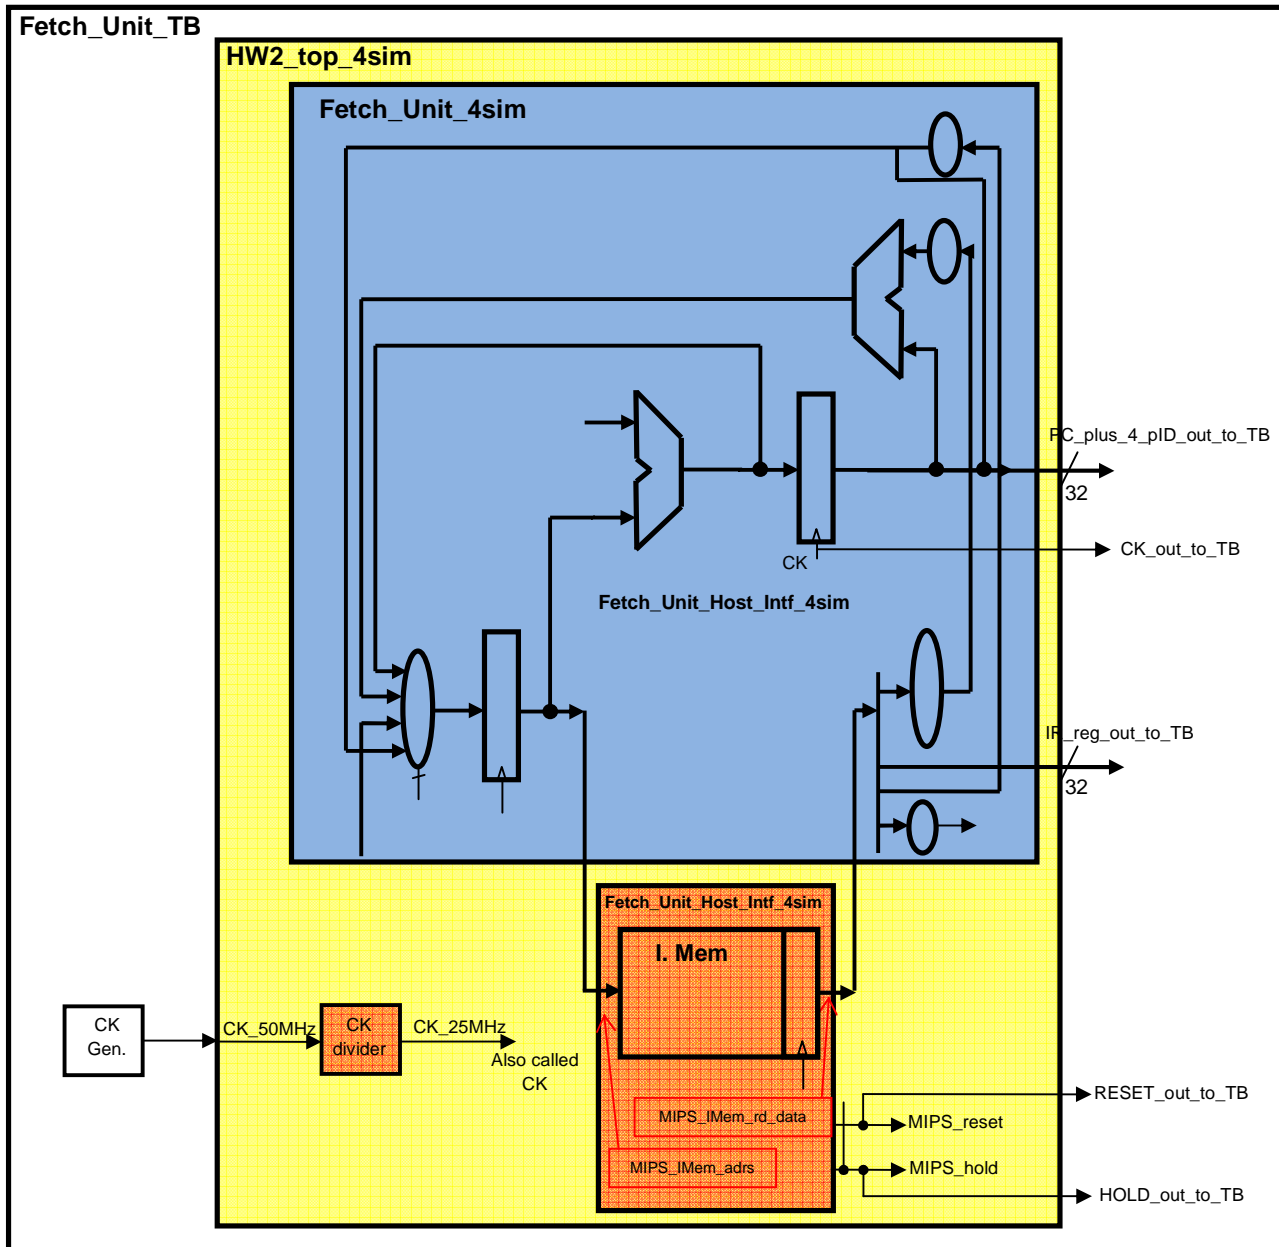 Fetch_Unit_TB
HW2_top_4sim
Fetch_Unit_4sim
PC_plus_4_pID_out_to_TB
32
CK_out_to_TB
CK
Fetch_Unit_Host_Intf_4sim
IR_reg_out_to_TB
32
Fetch_Unit_Host_Intf_4sim
I. Mem
CK
Gen.
CK_50MHz
CK
divider
CK_25MHz
Also called
CK
MIPS_IMem_rd_data
MIPS_IMem_adrs
RESET_out_to_TB
MIPS_reset
MIPS_hold
HOLD_out_to_TB